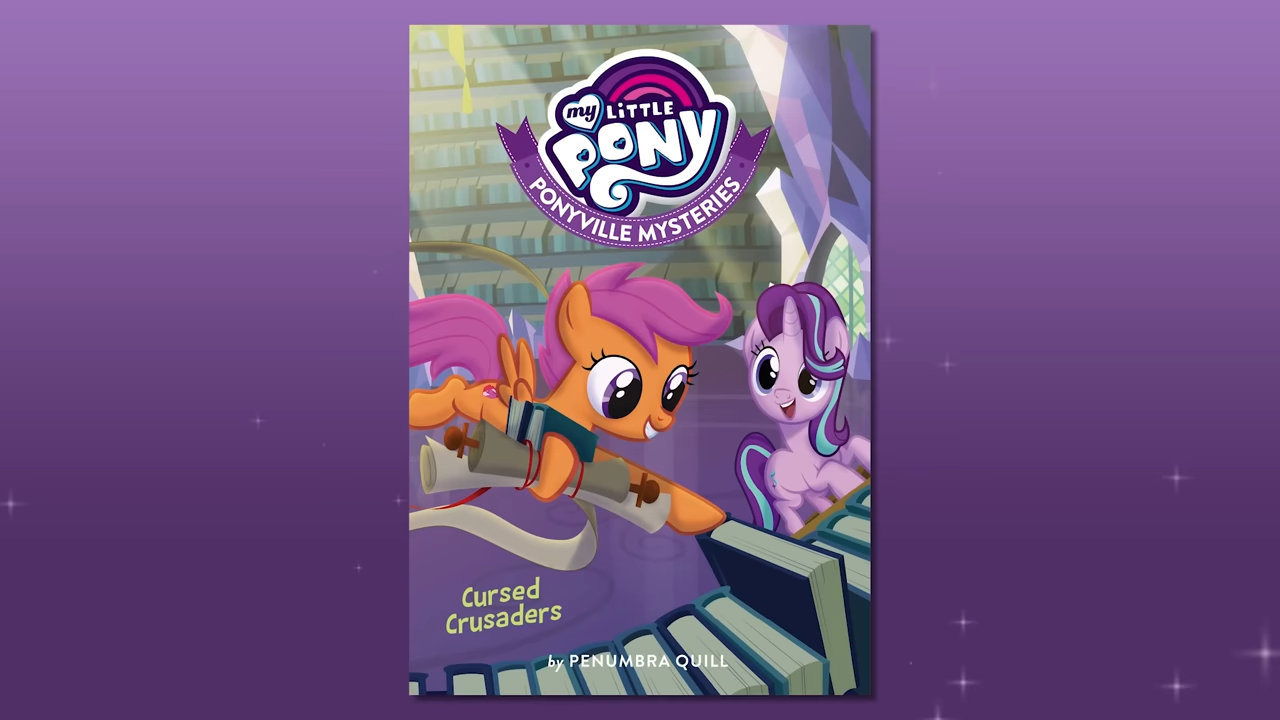 my LiTTLE
PONY
PONYVILLE MYSTERIES
Cursed
Crusaders
by PENUMBRA QUILL